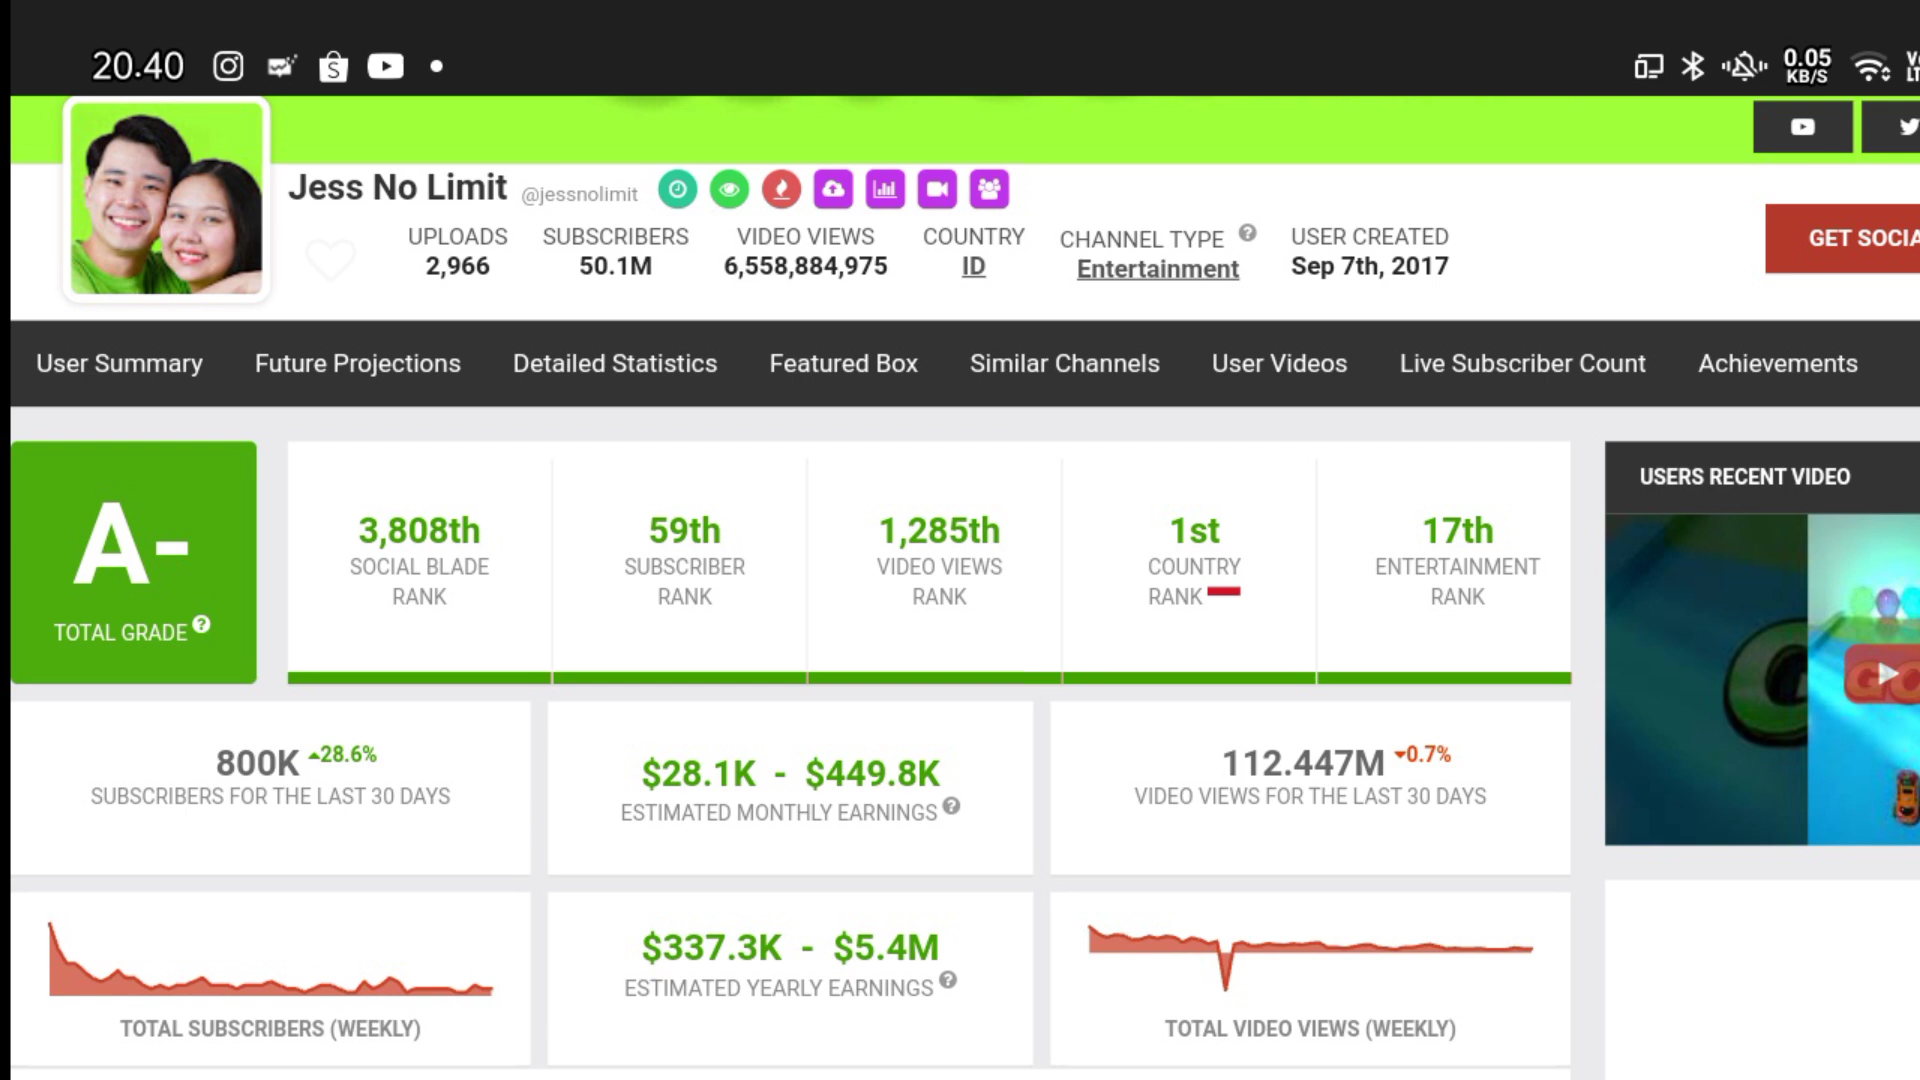 20.40
0.05
KB/S
Jess No Limit @jessnolimit
UPLOADS
2,966
SUBSCRIBERS
50.1M
VIDEO VIEWS
6,558,884,975
COUNTRY
ID
CHANNEL TYPE
Entertainment
USER CREATED
Sep 7th, 2017
GET SOCIA
User Summary
Future Projections
Detailed Statistics
Featured Box
Similar Channels
User Videos
Live Subscriber Count
Achievements
A-
TOTAL GRADE
3,808th
SOCIAL BLADE
RANK
59th
SUBSCRIBER
RANK
1,285th
VIDEO VIEWS
RANK
1st
COUNTRY
RANK
17th
ENTERTAINMENT
RANK
USERS RECENT VIDEO
800K 28.6%
SUBSCRIBERS FOR THE LAST 30 DAYS
$28.1K - $449.8K
ESTIMATED MONTHLY EARNINGS
112.447M 0.7%
VIDEO VIEWS FOR THE LAST 30 DAYS
TOTAL SUBSCRIBERS (WEEKLY)
$337.3K - $5.4M
ESTIMATED YEARLY EARNINGS
TOTAL VIDEO VIEWS (WEEKLY)